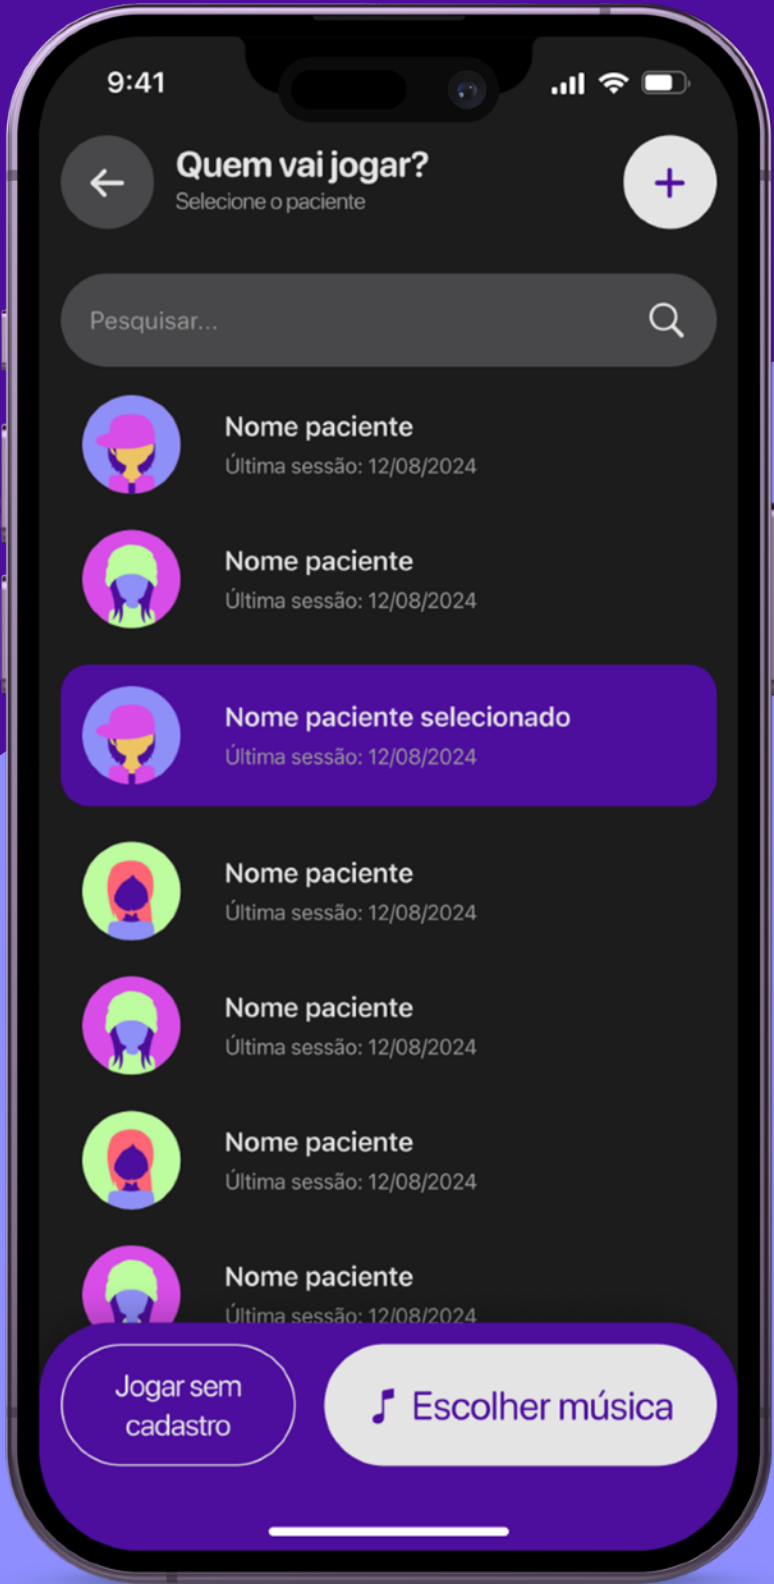 9:41
Quem vai jogar?
Selecione o paciente
Pesquisar...
Nome paciente
Última sessão: 12/08/2024
Nome paciente
Última sessão: 12/08/2024
Nome paciente selecionado
Última sessão: 12/08/2024
Nome paciente
Última sessão: 12/08/2024
Nome paciente
Última sessão: 12/08/2024
Nome paciente
Última sessão: 12/08/2024
Nome paciente
Última sessão: 12/08/2024
Jogar sem
cadastro
Escolher música